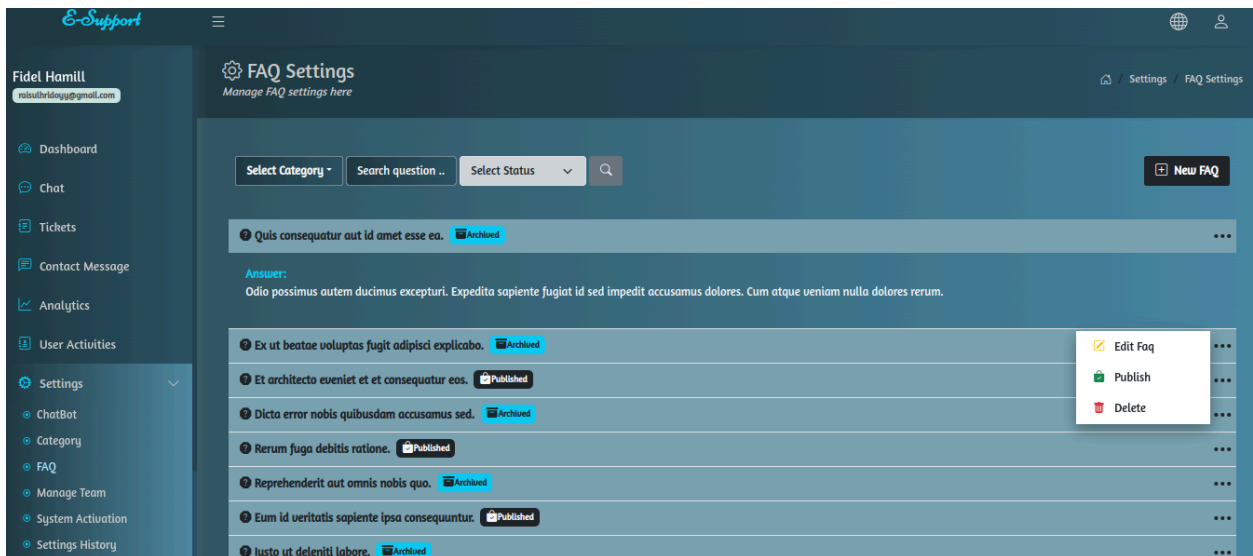 E-Support
Fidel Hamill
raisulhridoyy@gmail.com
Dashboard
Chat
Tickets
Contact Message
Analytics
User Activities
Settings
ChatBot
Category
FAQ
Manage Team
System Activation
Settings History
FAQ Settings
Manage FAQ settings here
/ Settings / FAQ Settings
Select Category
Search question ..
Select Status
New FAQ
Quis consequatur aut id amet esse ea. Archived
Answer:
Odio possimus autem ducimus excepturi. Expedita sapiente fugiat id sed impedit accusamus dolores. Cum atque veniam nulla dolores rerum.
Ex ut beatae voluptas fugit adipisci explicabo. Archived
Et architecto eveniet et et consequatur eos. Published
Dicta error nobis quibusdam accusamus sed. Archived
Rerum fuga debitis ratione. Published
Reprehenderit aut omnis nobis quo. Archived
Eum id veritatis sapiente ipsa consequuntur. Published
Iusto ut deleniti labore. Archived
Edit Faq
Publish
Delete